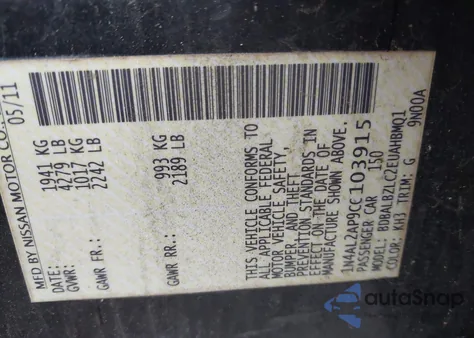 MFD BY NISSAN MOTOR CO.
DATE: 05/11
GVWR: 1941 KG
4279 LB
GAWR FR.: 1017 KG
2242 LB
GAWR RR.: 993 KG
2189 LB
THIS VEHICLE CONFORMS TO
ALL APPLICABLE FEDERAL
MOTOR VEHICLE SAFETY,
BUMPER, AND THEFT
PREVENTION STANDARDS IN
EFFECT ON THE DATE OF
MANUFACTURE SHOWN ABOVE.
1N4AL2AP9CC103915
PASSENGER CAR 150
MODEL: BDBALBZLC2EUAHBMQ1
COLOR: KH3 TRIM: G 9N00A
autoSnap